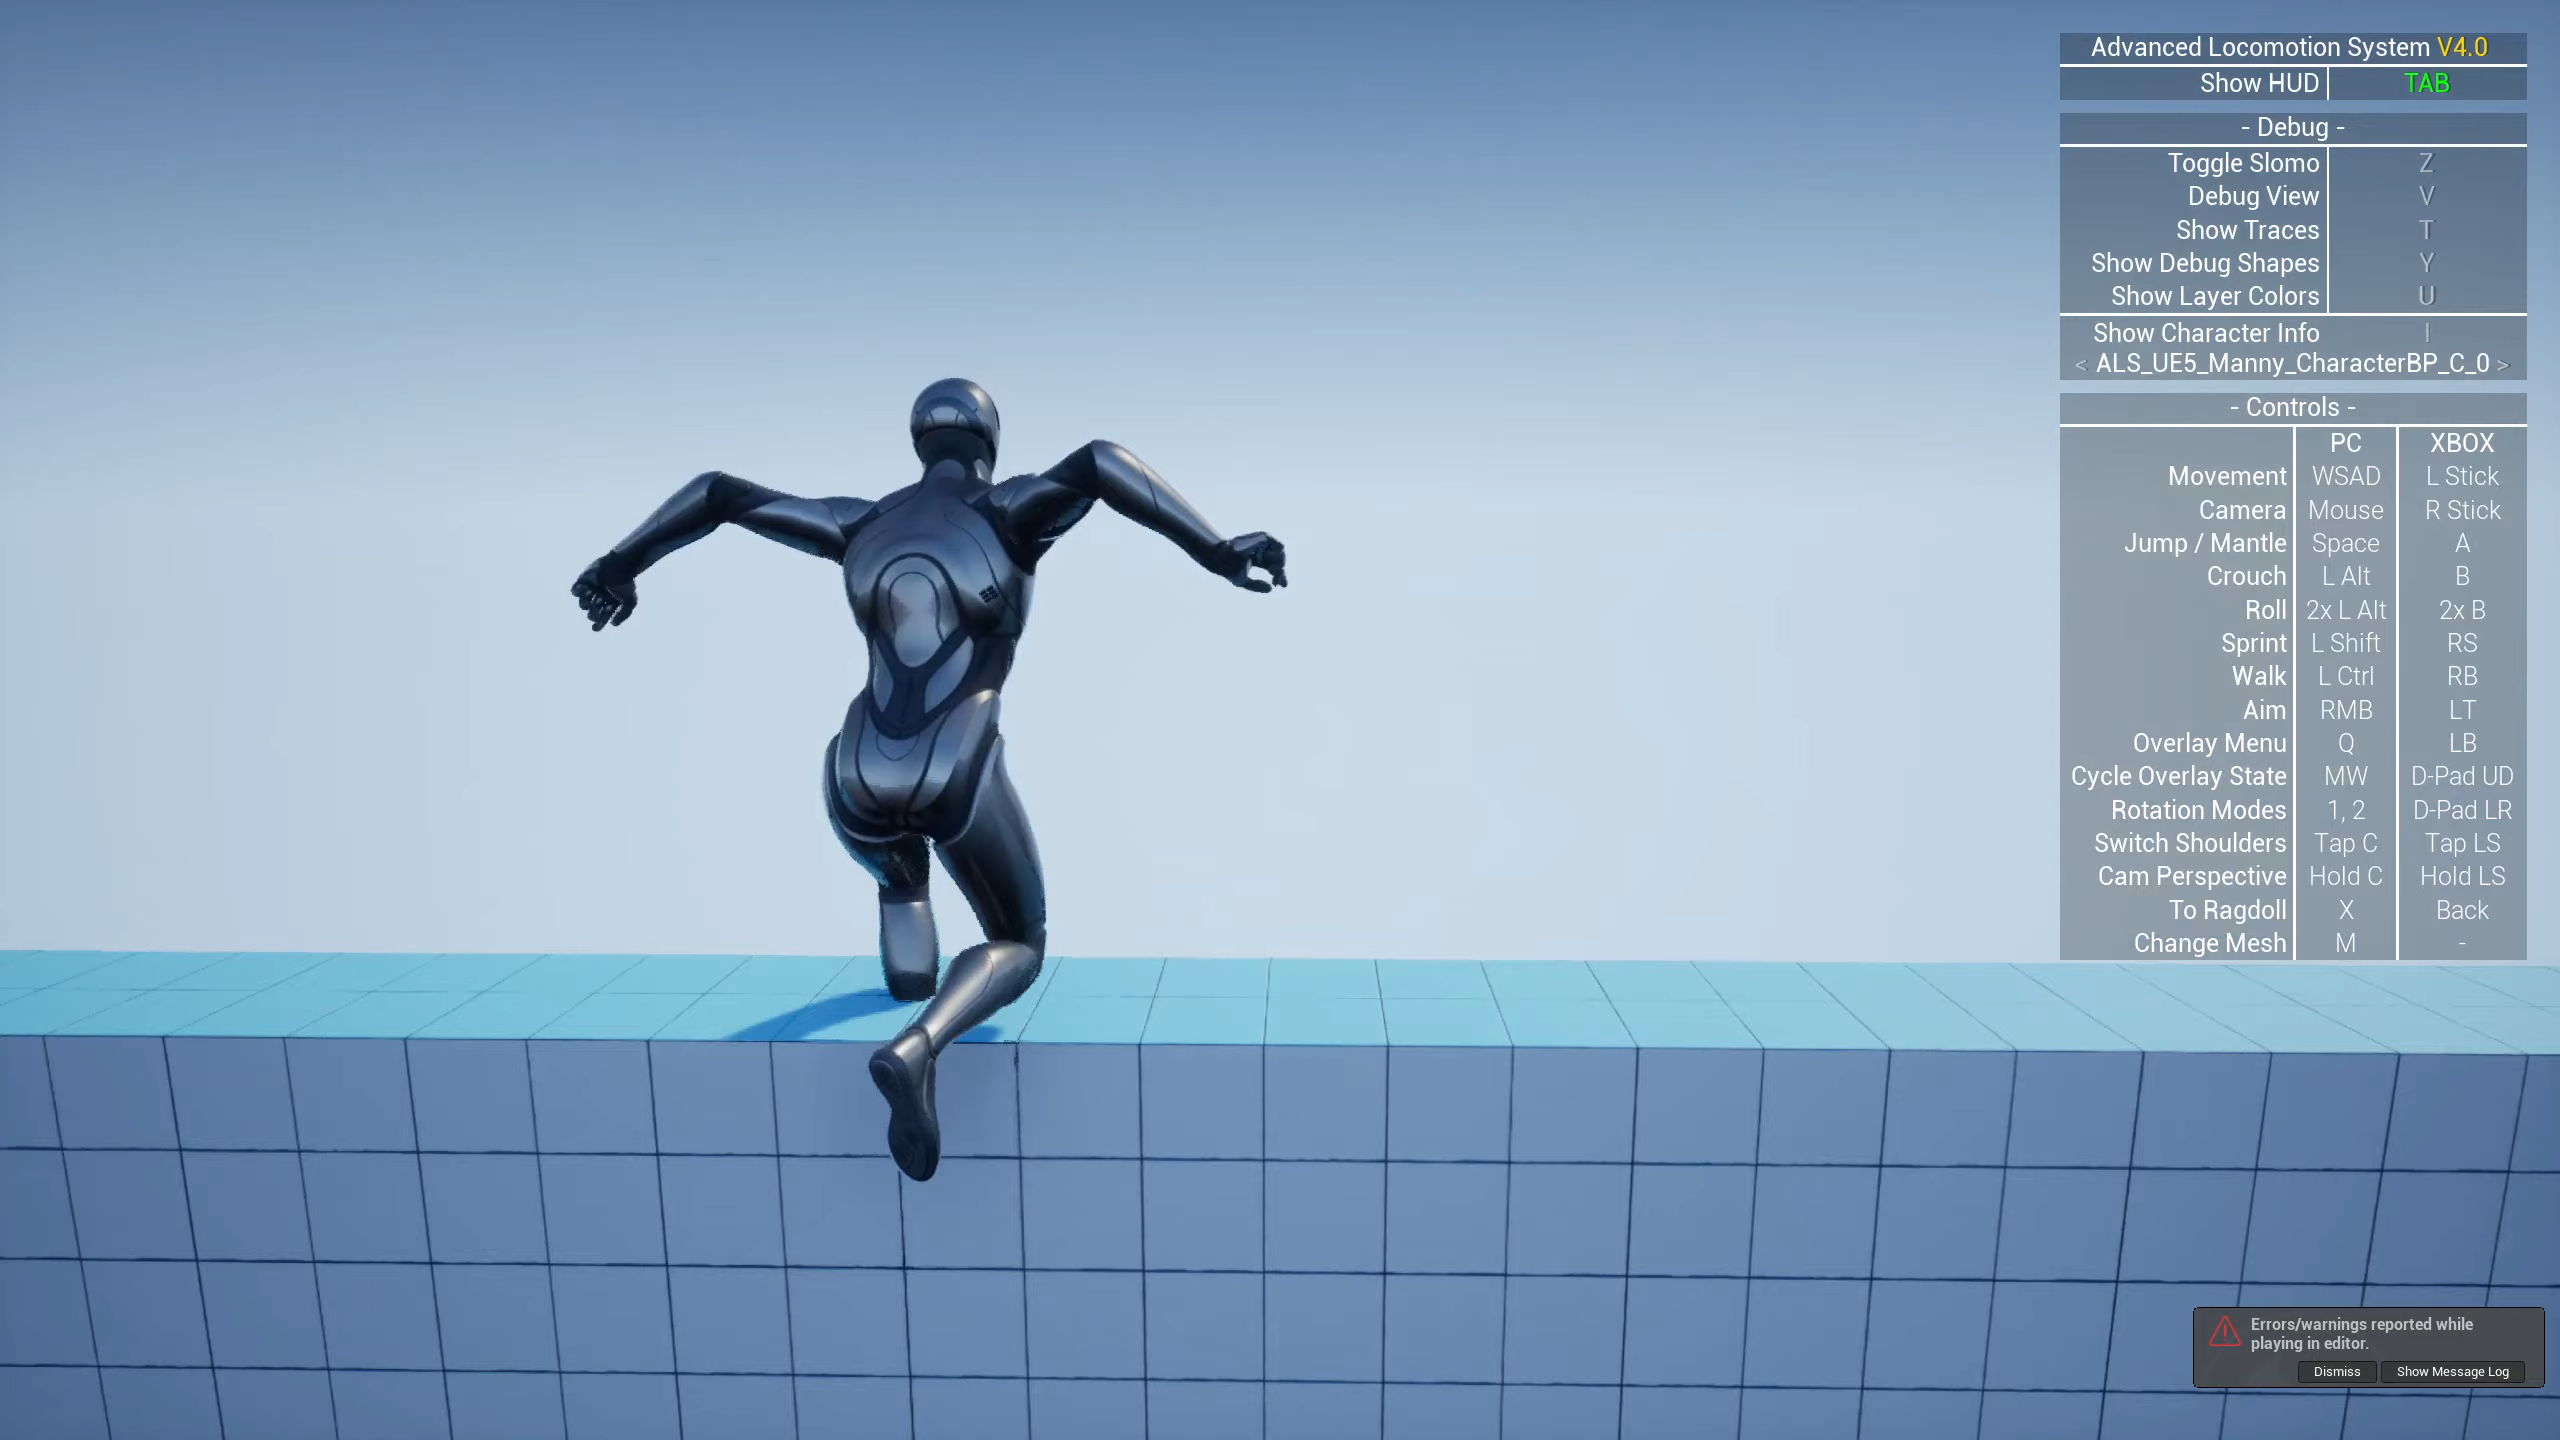 Advanced Locomotion System V4.0
Show HUD TAB
- Debug -
Toggle Slomo Z
Debug View V
Show Traces T
Show Debug Shapes Y
Show Layer Colors U
Show Character Info I
< ALS_UE5_Manny_CharacterBP_C_0 >
- Controls -
PC XBOX
Movement WSAD L Stick
Camera Mouse R Stick
Jump / Mantle Space A
Crouch L Alt B
Roll 2x L Alt 2x B
Sprint L Shift RS
Walk L Ctrl RB
Aim RMB LT
Overlay Menu Q LB
Cycle Overlay State MW D-Pad UD
Rotation Modes 1, 2 D-Pad LR
Switch Shoulders Tap C Tap LS
Cam Perspective Hold C Hold LS
To Ragdoll X Back
Change Mesh M -
Errors/warnings reported while
playing in editor.
Dismiss Show Message Log